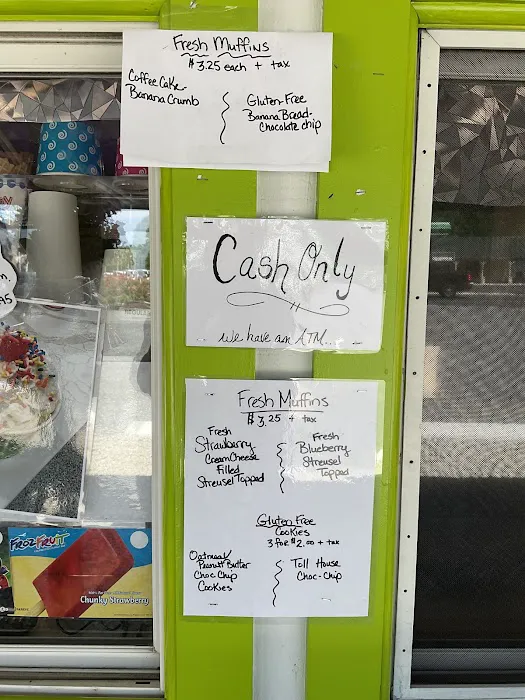 Fresh Muffins
$3.25 each + tax
Coffee Cake
Banana Crumb
Gluten-Free
Banana Bread-
Chocolate chip
Cash Only
we have an ATM...
Fresh Muffins
$3.25 + tax
Fresh
Strawberry
Cream Cheese
Filled
Streusel Topped
Fresh
Blueberry
Streusel
Topped
Gluten Free
Cookies
3 for $2.00 + tax
Oatmeal/
Peanut Butter
Choc Chip
Cookies
Toll House
Choc-Chip
FROZFRUIT
Chunky Strawberry